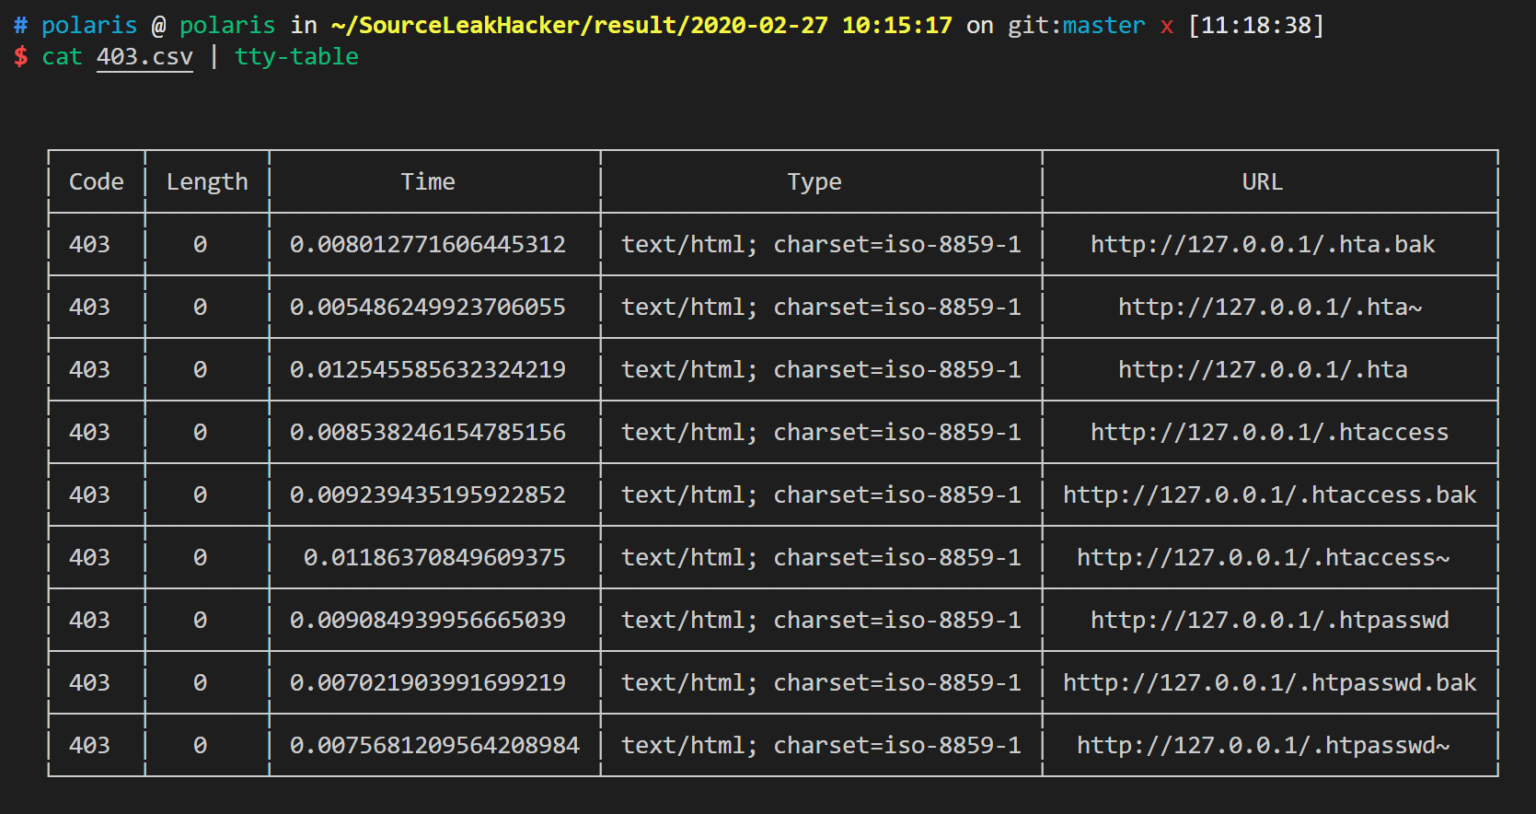 # polaris @ polaris in ~/SourceLeakHacker/result/2020-02-27 10:15:17 on git:master x [11:18:38]
$ cat 403.csv | tty-table
Code Length Time Type URL
403 0 0.008012771606445312 text/html; charset=iso-8859-1 http://127.0.0.1/.hta.bak
403 0 0.005486249923706055 text/html; charset=iso-8859-1 http://127.0.0.1/.hta~
403 0 0.012545585632324219 text/html; charset=iso-8859-1 http://127.0.0.1/.hta
403 0 0.008538246154785156 text/html; charset=iso-8859-1 http://127.0.0.1/.htaccess
403 0 0.009239435195922852 text/html; charset=iso-8859-1 http://127.0.0.1/.htaccess.bak
403 0 0.01186370849609375 text/html; charset=iso-8859-1 http://127.0.0.1/.htaccess~
403 0 0.009084939956665039 text/html; charset=iso-8859-1 http://127.0.0.1/.htpasswd
403 0 0.007021903991699219 text/html; charset=iso-8859-1 http://127.0.0.1/.htpasswd.bak
403 0 0.0075681209564208984 text/html; charset=iso-8859-1 http://127.0.0.1/.htpasswd~